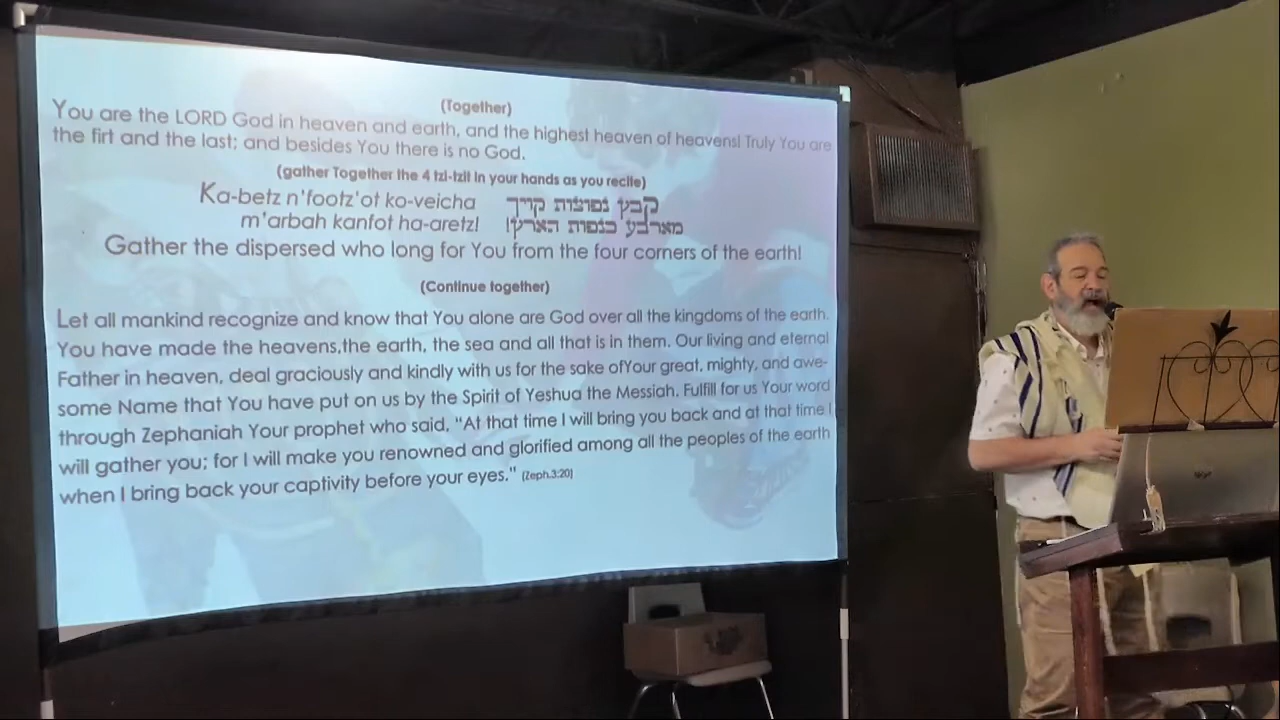 (Together)
You are the LORD God in heaven and earth, and the highest heaven of heavens! Truly You are
the firt and the last; and besides You there is no God.
(gather Together the 4 tzi-tzit in your hands as you recite)
Ka-betz n'footz'ot ko-veicha קבץ נפוצות קויך
m'arbah kanfot ha-aretz! מארבע כנפות הארץ!
Gather the dispersed who long for You from the four corners of the earth!
(Continue together)
Let all mankind recognize and know that You alone are God over all the kingdoms of the earth.
You have made the heavens,the earth, the sea and all that is in them. Our living and eternal
Father in heaven, deal graciously and kindly with us for the sake ofYour great, mighty, and awe-
some Name that You have put on us by the Spirit of Yeshua the Messiah. Fulfill for us Your word
through Zephaniah Your prophet who said, "At that time I will bring you back and at that time I
will gather you; for I will make you renowned and glorified among all the peoples of the earth
when I bring back your captivity before your eyes." (Zeph.3:20)